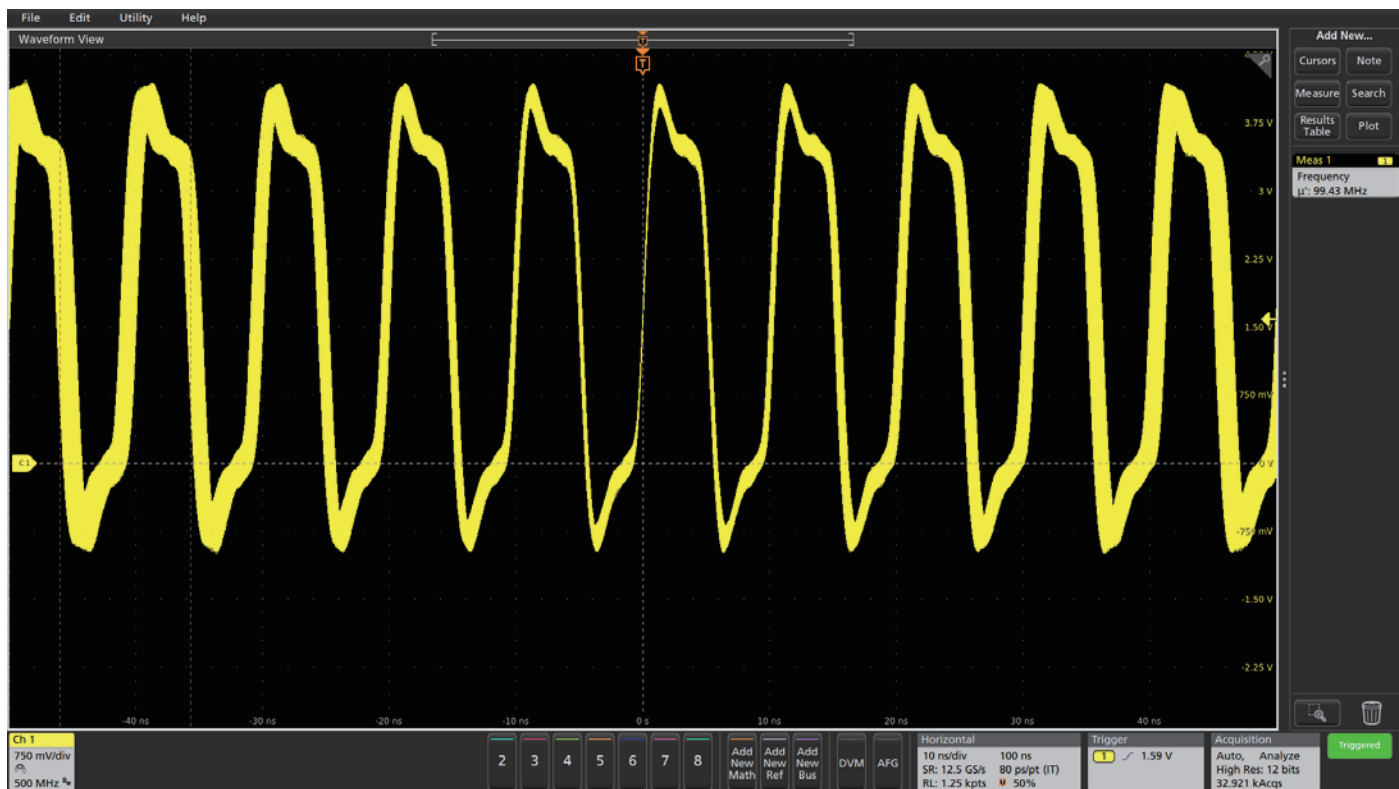 File Edit Utility Help
Waveform View
Add New...
T
T
Cursors Note
Measure Search
Results Table Plot
Meas 1 1
Frequency
µ': 99.43 MHz
3.75 V
3 V
2.25 V
1.50 V
750 mV
0 V
-750 mV
-1.50 V
-2.25 V
C1
-40 ns -30 ns -20 ns -10 ns 0 s 10 ns 20 ns 30 ns 40 ns
Ch 1
750 mV/div
500 MHz
2 3 4 5 6 7 8
Add New Math
Add New Ref
Add New Bus
DVM AFG
Horizontal
10 ns/div 100 ns
SR: 12.5 GS/s 80 ps/pt (IT)
RL: 1.25 kpts 50%
Trigger
1 1.59 V
Acquisition
Auto, Analyze
High Res: 12 bits
32.921 kAcqs
Triggered